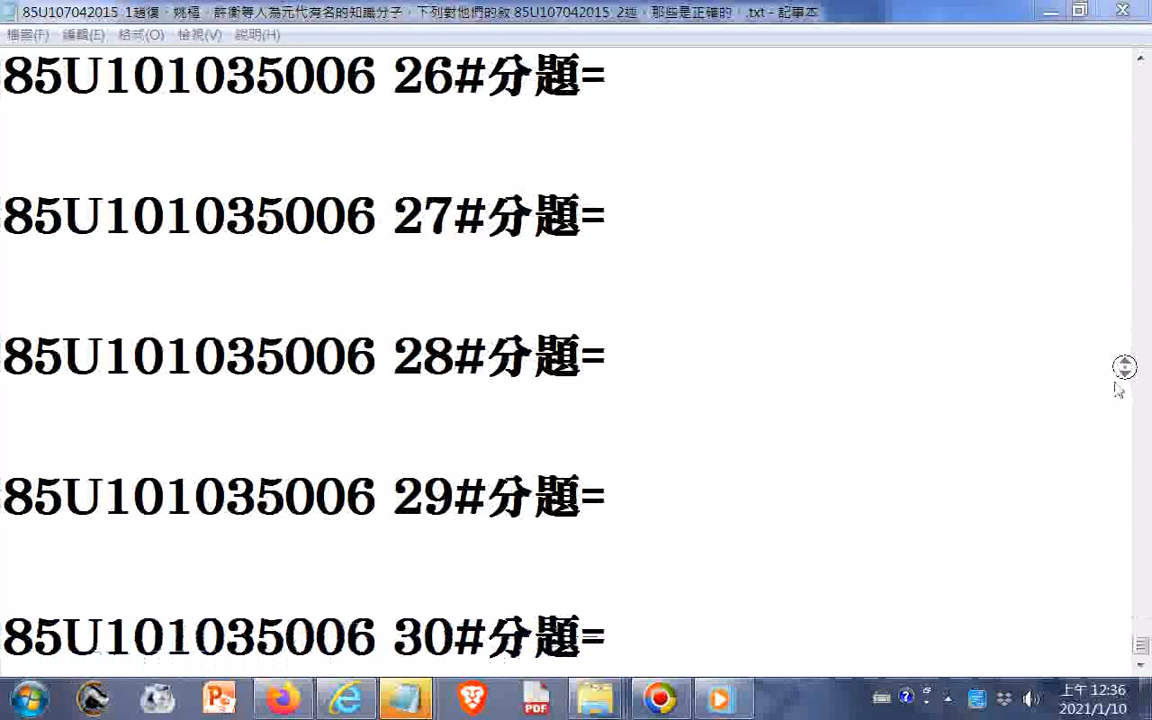 85U107042015 1趙復、姚樞、許衡等人為元代有名的知識分子，下列對他們的敘 85U107042015 2述，那些是正確的？.txt - 記事本
檔案(F) 編輯(E) 格式(O) 檢視(V) 說明(H)
85U101035006 26#分題=
85U101035006 27#分題=
85U101035006 28#分題=
85U101035006 29#分題=
85U101035006 30#分題=
PDF
上午 12:36
2021/1/10